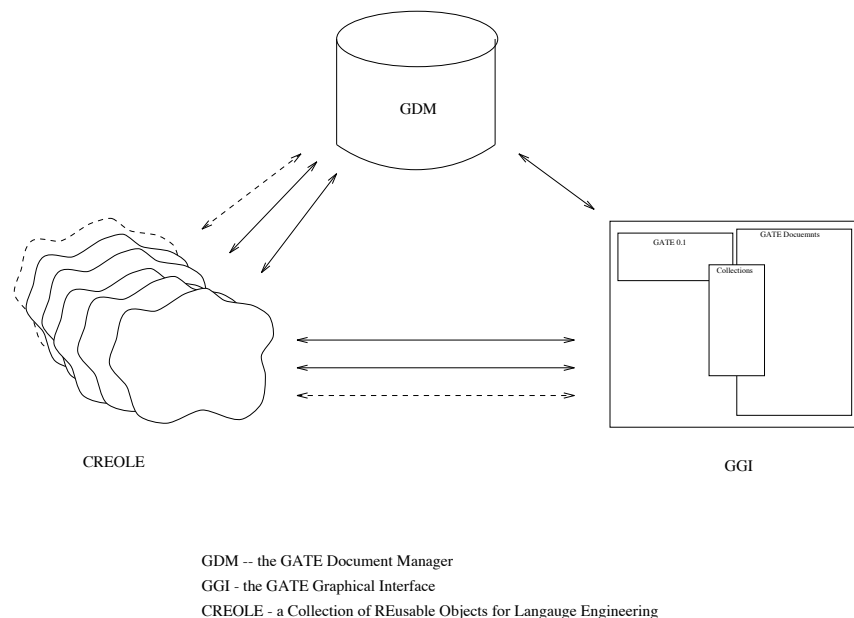 GDM
GATE 0.1
GATE Docuemnts
Collections
CREOLE
GGI
GDM -- the GATE Document Manager
GGI - the GATE Graphical Interface
CREOLE - a Collection of REusable Objects for Langauge Engineering